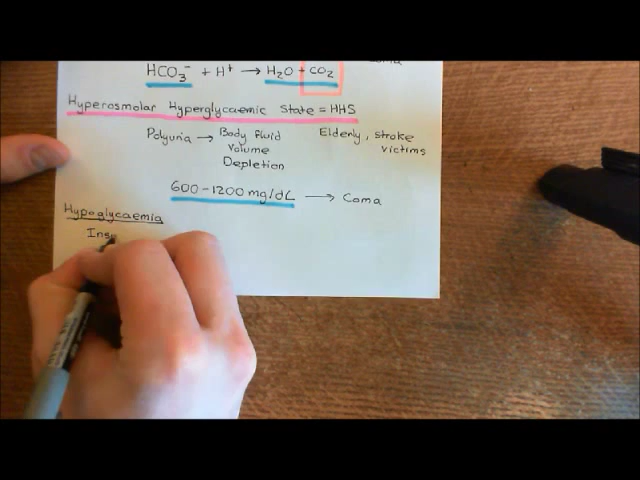 HCO₃⁻ + H⁺ → H₂O + CO₂
Hyperosmolar Hyperglycaemic State = HHS
Polyuria → Body fluid Volume Depletion
Elderly, stroke victims
600-1200 mg/dL → Coma
Hypoglycaemia
Ins